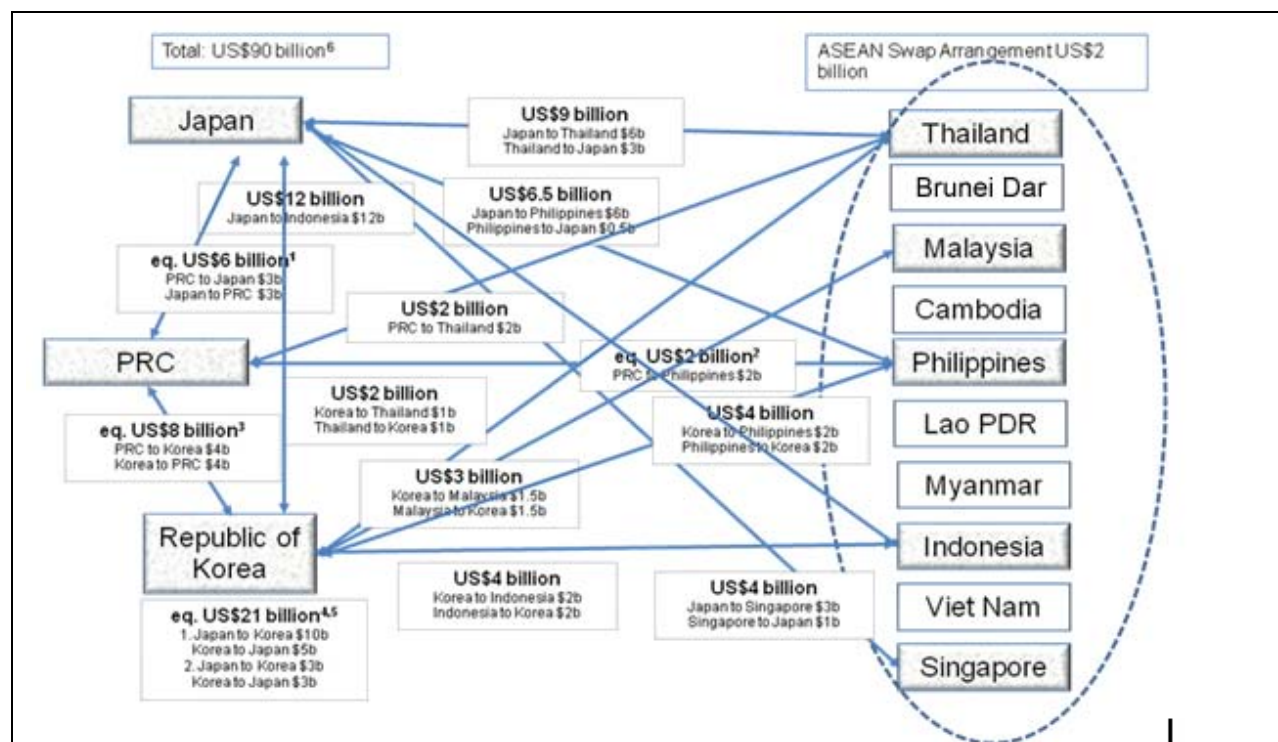 Total: US$90 billion6
ASEAN Swap Arrangement US$2
billion
Japan
US$9 billion
Japan to Thailand $6b
Thailand to Japan $3b
Thailand
Brunei Dar
US$12 billion
Japan to Indonesia $12b
US$6.5 billion
Japan to Philippines $6b
Philippines to Japan $0.5b
Malaysia
eq. US$6 billion1
PRC to Japan $3b
Japan to PRC $3b
US$2 billion
PRC to Thailand $2b
Cambodia
PRC
eq. US$2 billion2
PRC to Philippines $2b
Philippines
US$2 billion
Korea to Thailand $1b
Thailand to Korea $1b
US$4 billion
Korea to Philippines $2b
Philippines to Korea $2b
Lao PDR
eq. US$8 billion3
PRC to Korea $4b
Korea to PRC $4b
US$3 billion
Korea to Malaysia $1.5b
Malaysia to Korea $1.5b
Myanmar
Republic of
Korea
Indonesia
US$4 billion
Korea to Indonesia $2b
Indonesia to Korea $2b
US$4 billion
Japan to Singapore $3b
Singapore to Japan $1b
Viet Nam
eq. US$21 billion4,5
1. Japan to Korea $10b
Korea to Japan $5b
2. Japan to Korea $3b
Korea to Japan $3b
Singapore